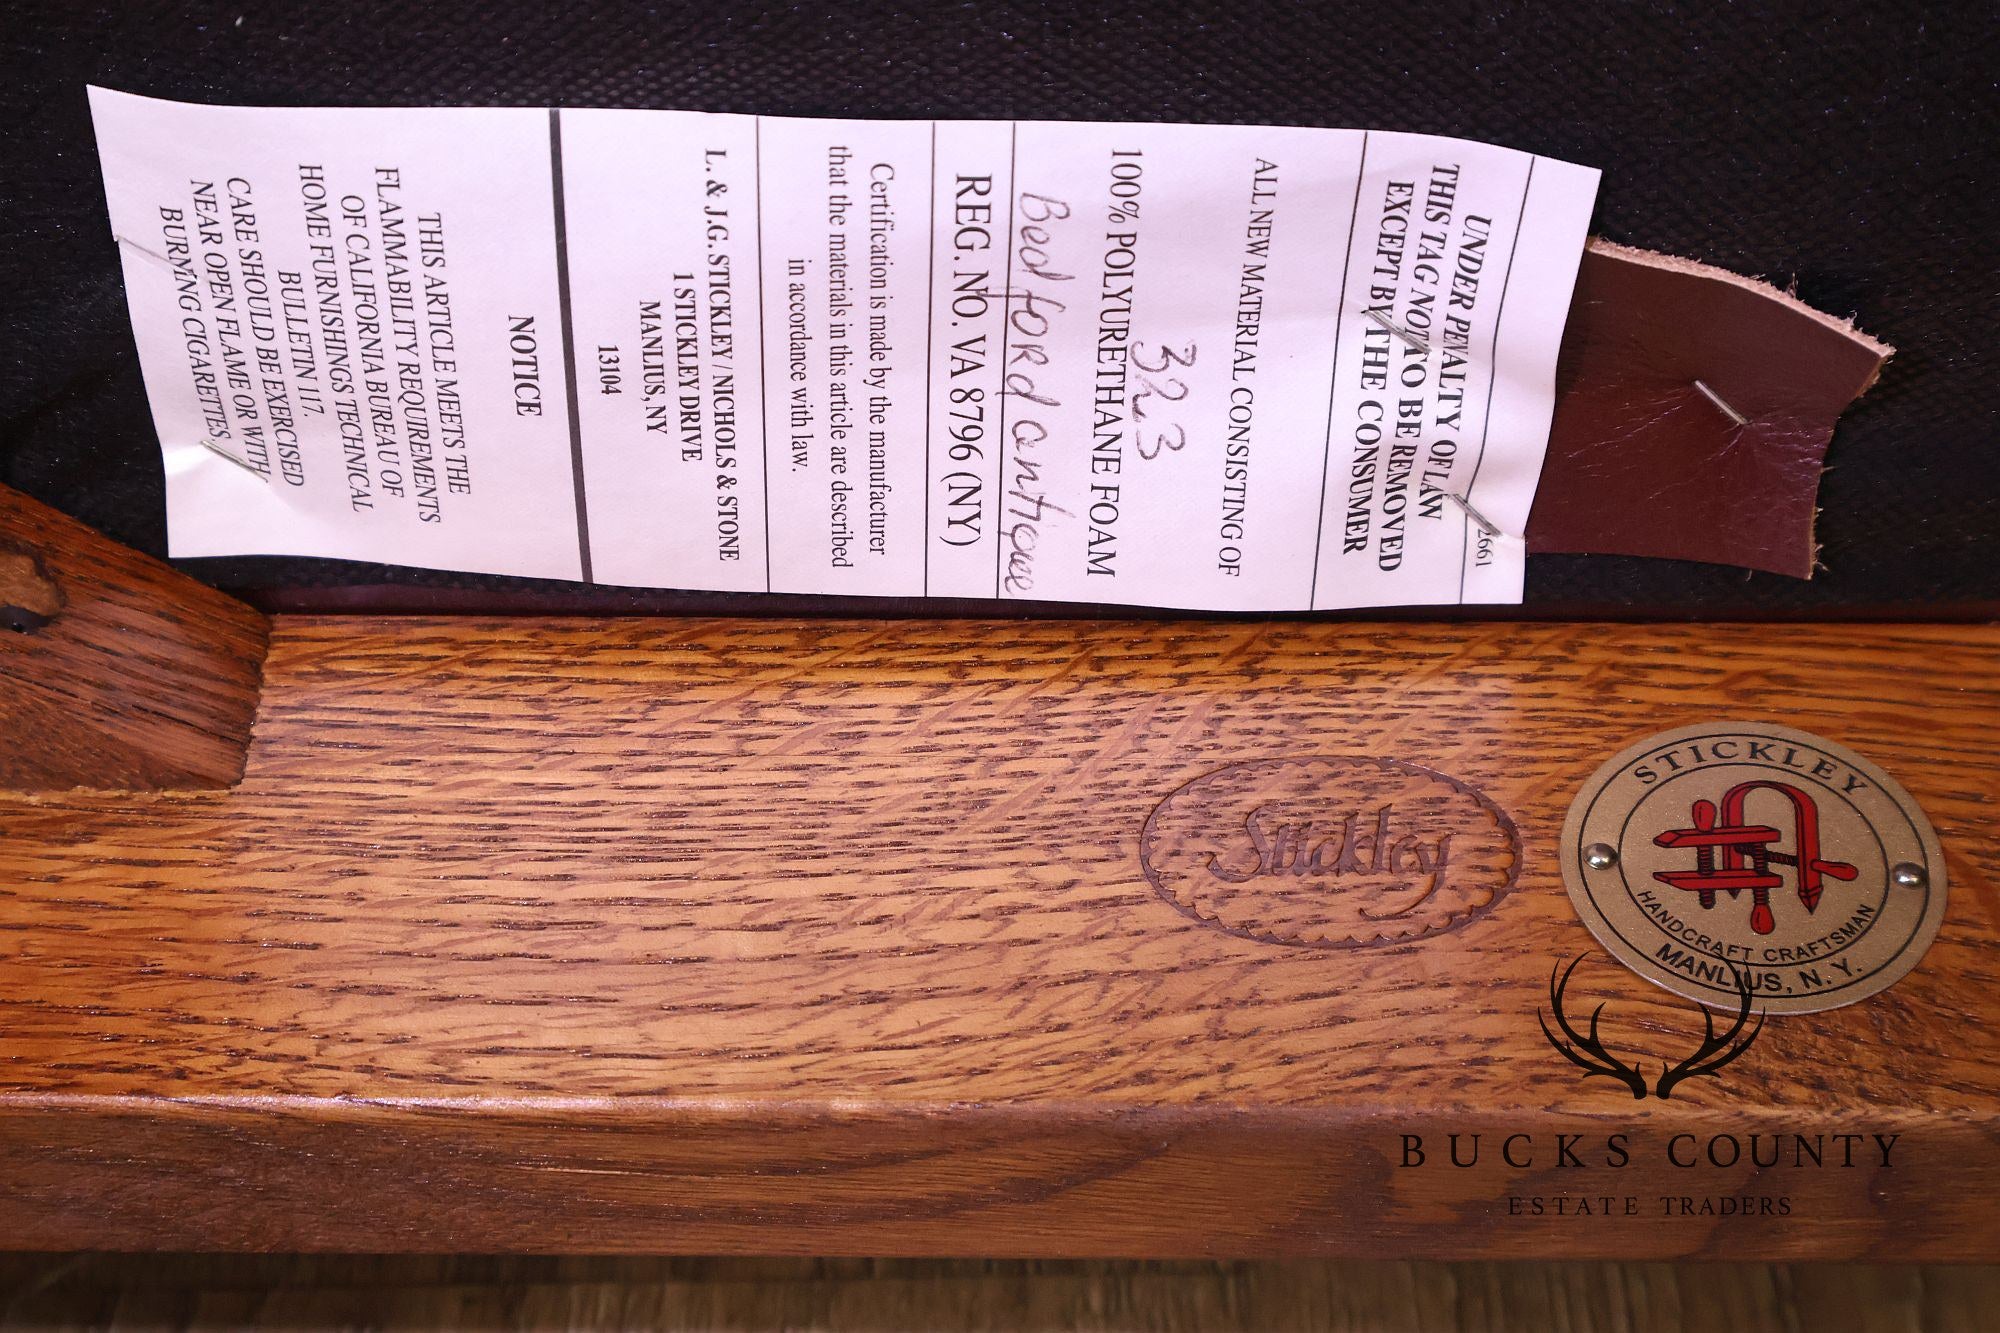 2661
UNDER PENALTY OF LAW
THIS TAG NOT TO BE REMOVED
EXCEPT BY THE CONSUMER
ALL NEW MATERIAL CONSISTING OF
323
100% POLYURETHANE FOAM
Bedford antique
REG. NO. VA 8796 (NY)
Certification is made by the manufacturer
that the materials in this article are described
in accordance with law.
L. & J.G. STICKLEY / NICHOLS & STONE
1 STICKLEY DRIVE
MANLIUS, NY
13104
NOTICE
THIS ARTICLE MEETS THE
FLAMMABILITY REQUIREMENTS
OF CALIFORNIA BUREAU OF
HOME FURNISHINGS TECHNICAL
BULLETIN 117.
CARE SHOULD BE EXERCISED
NEAR OPEN FLAME OR WITH
BURNING CIGARETTES.
Stickley
STICKLEY
HANDCRAFT CRAFTSMAN
MANLIUS, N. Y.
BUCKS COUNTY
ESTATE TRADERS